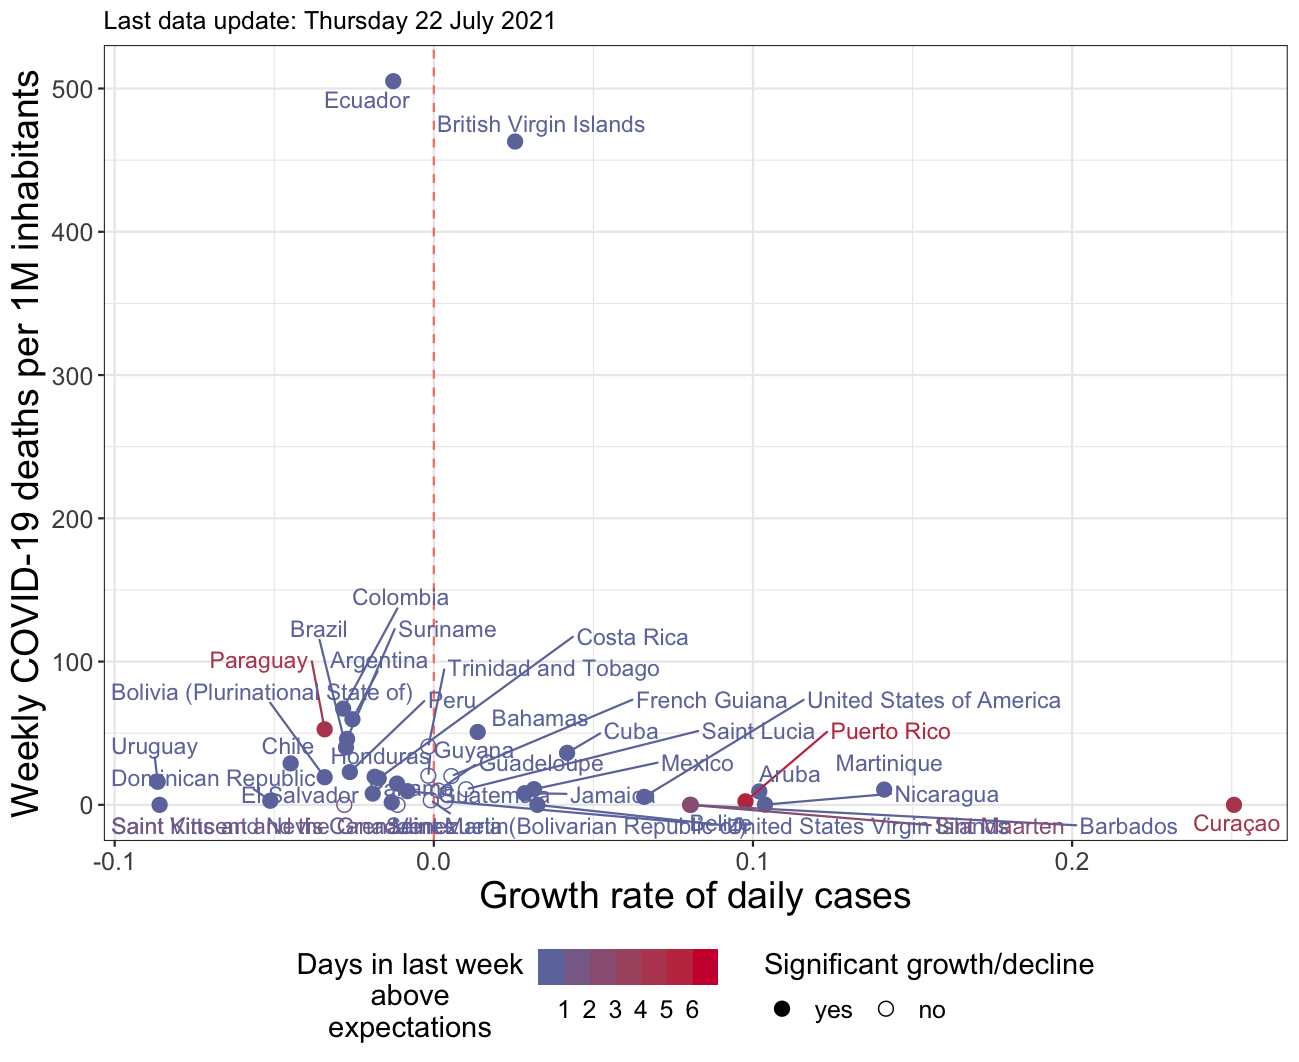 Last data update: Thursday 22 July 2021
Weekly COVID-19 deaths per 1M inhabitants
500
400
300
200
100
0
Ecuador
British Virgin Islands
Colombia
Brazil
Suriname
Costa Rica
Paraguay
Argentina
Trinidad and Tobago
Bolivia (Plurinational State of)
Peru
French Guiana
United States of America
Bahamas
Cuba
Saint Lucia
Puerto Rico
Uruguay
Chile
Honduras
Guyana
Guadeloupe
Mexico
Aruba
Martinique
Dominican Republic
El Salvador
Guatemala
Jamaica
Nicaragua
Belize
United States Virgin Islands
Sint Maarten
Barbados
Curaçao
-0.1
0.0
0.1
0.2
Growth rate of daily cases
Days in last week
above
expectations
1 2 3 4 5 6
Significant growth/decline
yes
no